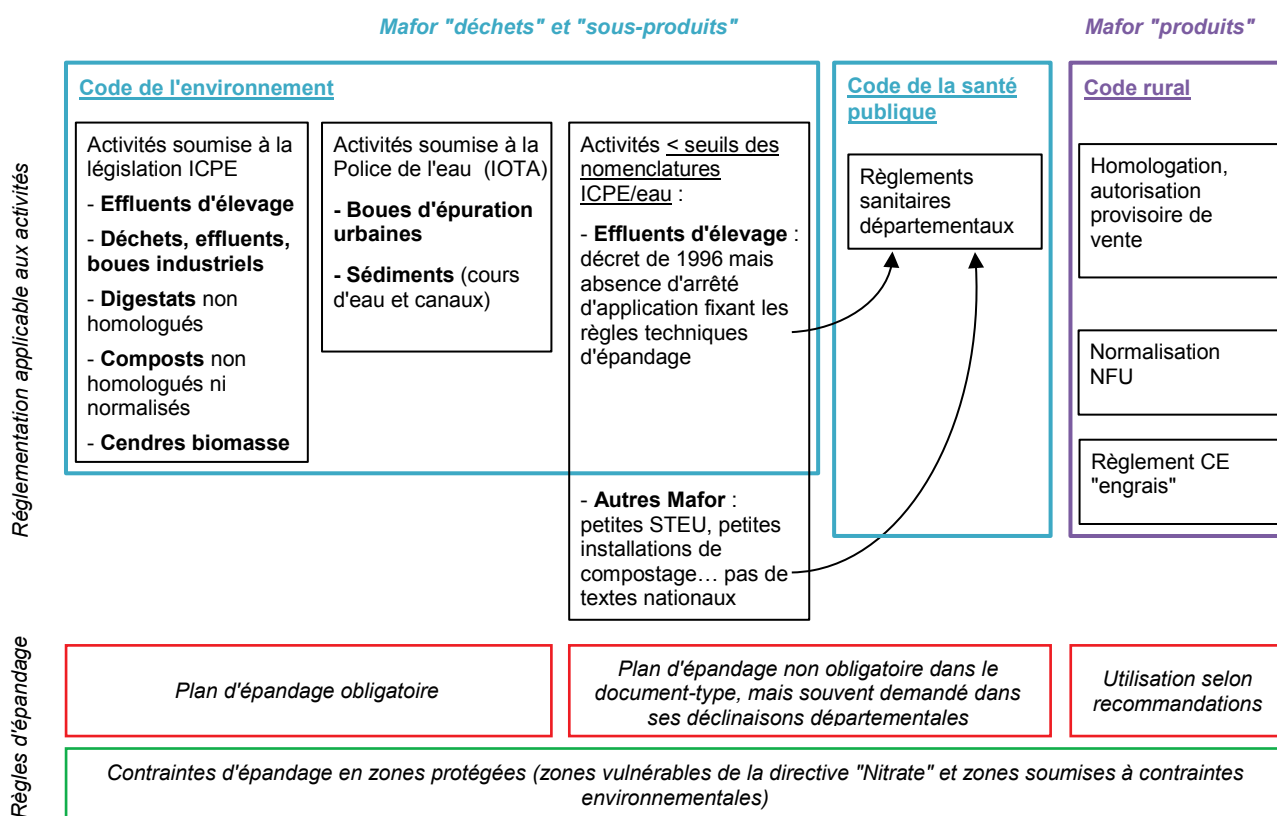 Mafor "déchets" et "sous-produits"
Mafor "produits"
Réglementation applicable aux activités
Code de l'environnement
Activités soumise à la
législation ICPE
- Effluents d'élevage
- Déchets, effluents,
boues industriels
- Digestats non
homologués
- Composts non
homologués ni
normalisés
- Cendres biomasse
Activités soumise à la
Police de l'eau (IOTA)
- Boues d'épuration
urbaines
- Sédiments (cours
d'eau et canaux)
Activités < seuils des
nomenclatures
ICPE/eau :
- Effluents d'élevage :
décret de 1996 mais
absence d'arrêté
d'application fixant les
règles techniques
d'épandage
- Autres Mafor :
petites STEU, petites
installations de
compostage… pas de
textes nationaux
Code de la santé
publique
Règlements
sanitaires
départementaux
Code rural
Homologation,
autorisation
provisoire de
vente
Normalisation
NFU
Règlement CE
"engrais"
Règles d'épandage
Plan d'épandage obligatoire
Plan d'épandage non obligatoire dans le
document-type, mais souvent demandé dans
ses déclinaisons départementales
Utilisation selon
recommandations
Contraintes d'épandage en zones protégées (zones vulnérables de la directive "Nitrate" et zones soumises à contraintes
environnementales)